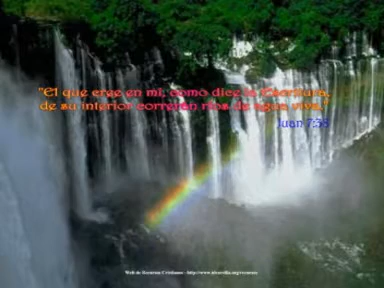 "El que cree en mí, como dice la Escritura,
de su interior correrán ríos de agua viva."
Juan 7:38